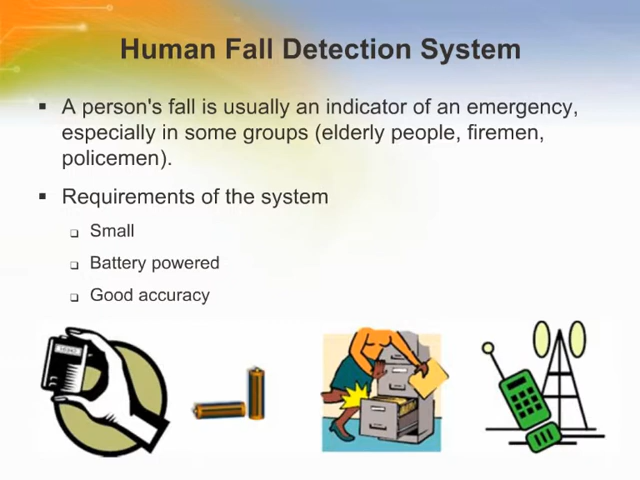 Human Fall Detection System
▪ A person's fall is usually an indicator of an emergency,
especially in some groups (elderly people, firemen,
policemen).
▪ Requirements of the system
❑ Small
❑ Battery powered
❑ Good accuracy